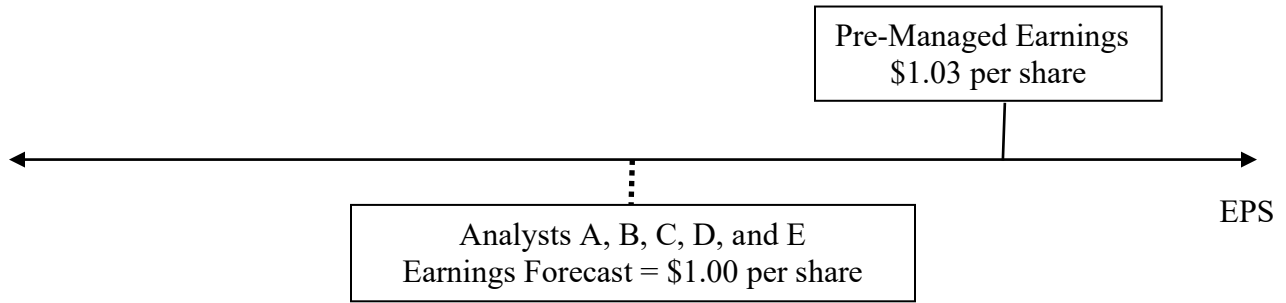 Pre-Managed Earnings
$1.03 per share
EPS
Analysts A, B, C, D, and E
Earnings Forecast = $1.00 per share